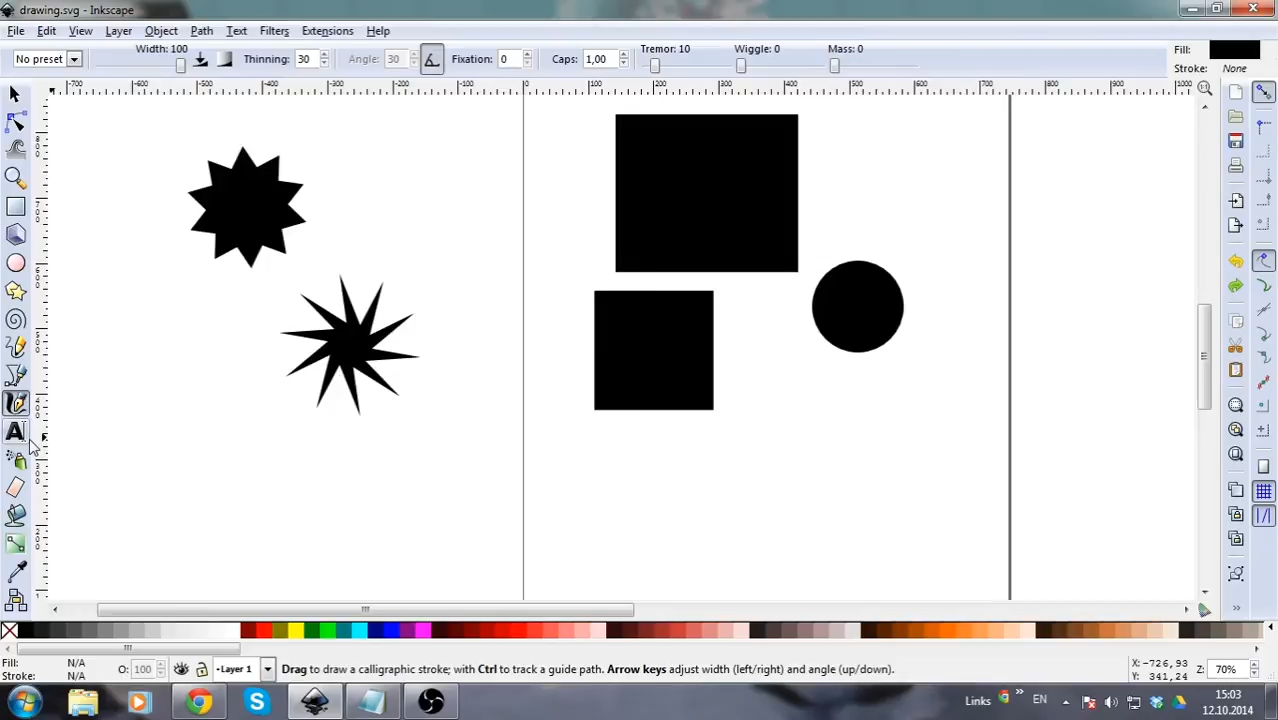 drawing.svg - Inkscape
File Edit View Layer Object Path Text Filters Extensions Help
No preset Width: 100 Thinning: 30 Angle: 30 Fixation: 0 Caps: 1,00 Tremor: 10 Wiggle: 0 Mass: 0 Fill:
Stroke: None
-700 -600 -500 -400 -300 -200 -100 0 100 200 300 400 500 600 700 800 900 1000
Fill: N/A O: 100 Layer 1 Drag to draw a calligraphic stroke; with Ctrl to track a guide path. Arrow keys adjust width (left/right) and angle (up/down). X: -726,93 Z: 70%
Stroke: N/A Y: 341,24
Links » EN 15:03
12.10.2014